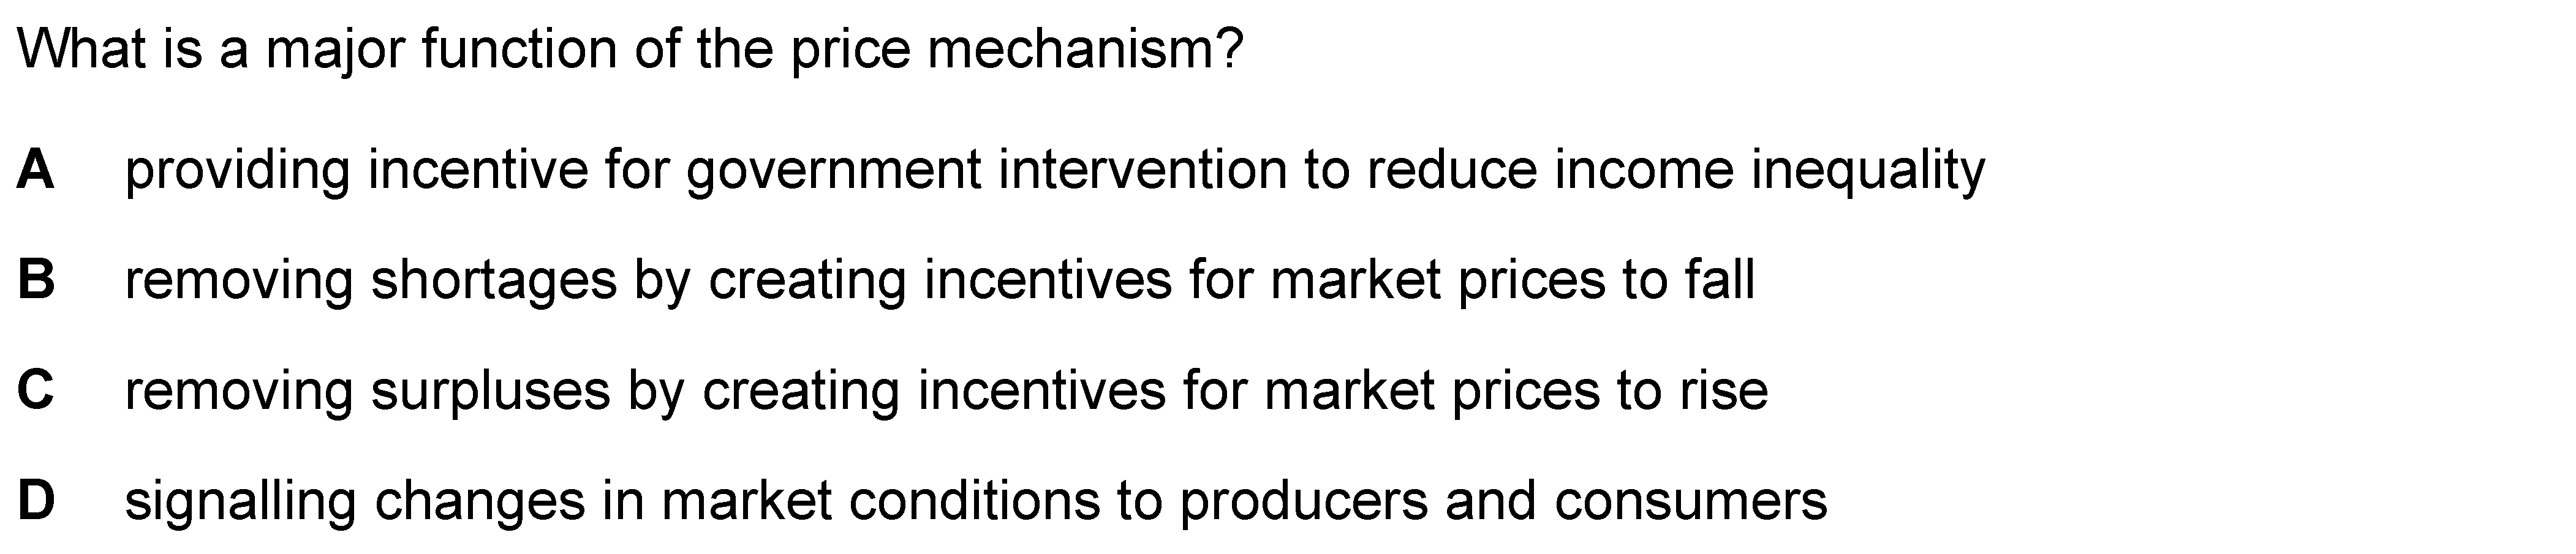 What is a major function of the price mechanism?
A providing incentive for government intervention to reduce income inequality
B removing shortages by creating incentives for market prices to fall
C removing surpluses by creating incentives for market prices to rise
D signalling changes in market conditions to producers and consumers